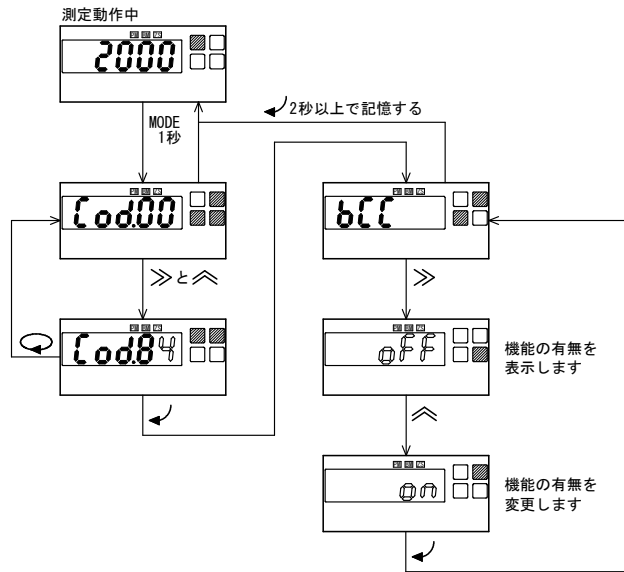 測定動作中
2000
MODE
1秒
2秒以上で記憶する
Cod.00
bCC
≫と︽
≫
Cod.84
oFF
機能の有無を
表示します
︽
on
機能の有無を
変更します